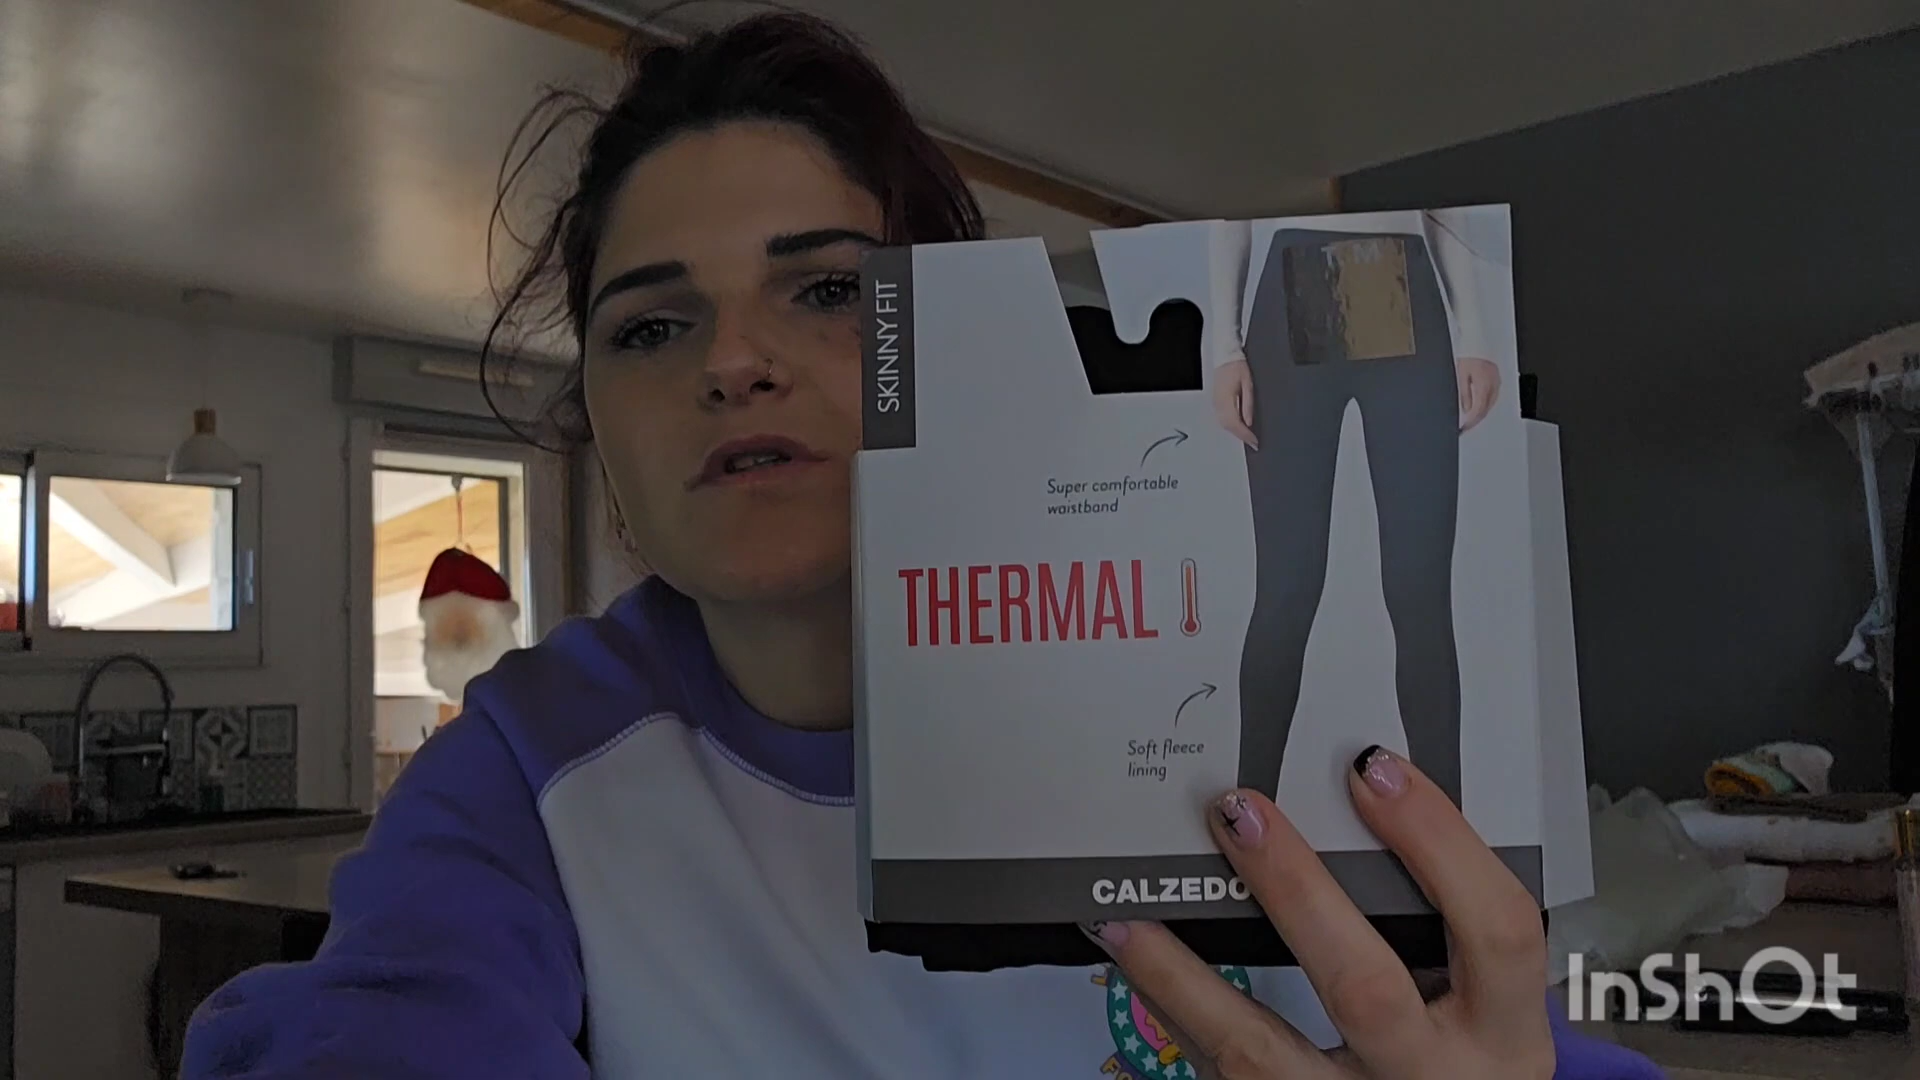 SKINNY FIT
T. M
Super comfortable
waistband
THERMAL
Soft fleece
lining
CALZEDO
InShOt